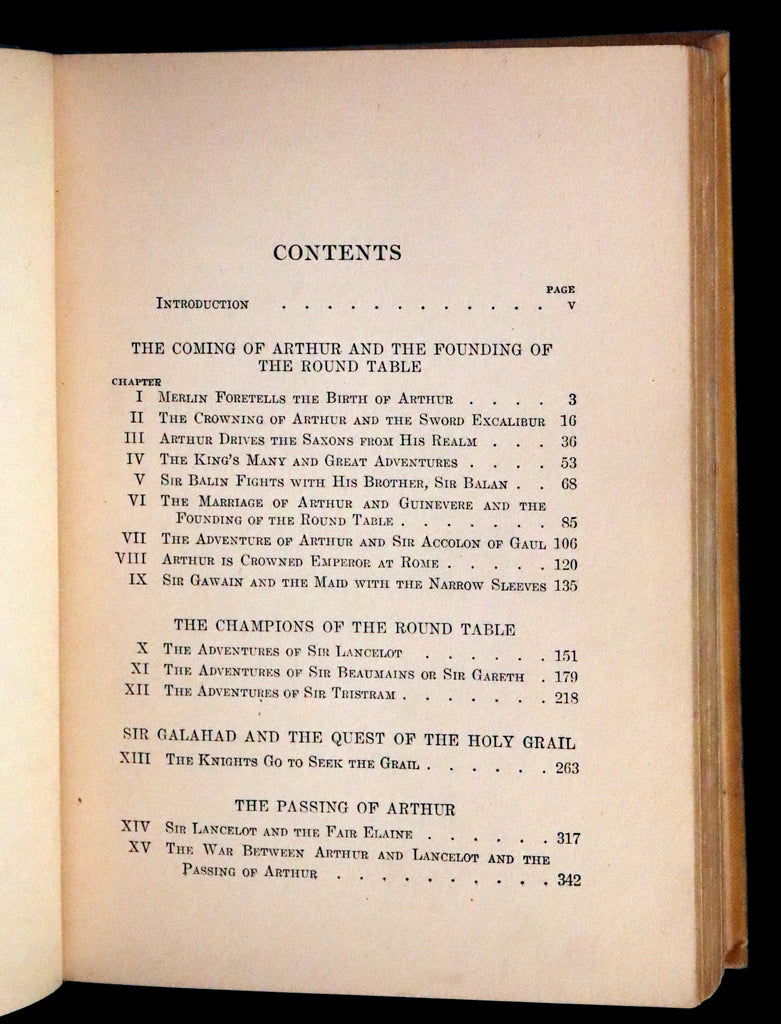 CONTENTS
PAGE
INTRODUCTION . . . . . . . . . . . . V
THE COMING OF ARTHUR AND THE FOUNDING OF
THE ROUND TABLE
CHAPTER
I MERLIN FORETELLS THE BIRTH OF ARTHUR . . . . 3
II THE CROWNING OF ARTHUR AND THE SWORD EXCALIBUR 16
III ARTHUR DRIVES THE SAXONS FROM HIS REALM . . . 36
IV THE KING'S MANY AND GREAT ADVENTURES . . . . 53
V SIR BALIN FIGHTS WITH HIS BROTHER, SIR BALAN . . 68
VI THE MARRIAGE OF ARTHUR AND GUINEVERE AND THE
FOUNDING OF THE ROUND TABLE . . . . . . . 85
VII THE ADVENTURE OF ARTHUR AND SIR ACCOLON OF GAUL 106
VIII ARTHUR IS CROWNED EMPEROR AT ROME . . . . . 120
IX SIR GAWAIN AND THE MAID WITH THE NARROW SLEEVES 135
THE CHAMPIONS OF THE ROUND TABLE
X THE ADVENTURES OF SIR LANCELOT . . . . . . 151
XI THE ADVENTURES OF SIR BEAUMAINS OR SIR GARETH . 179
XII THE ADVENTURES OF SIR TRISTRAM . . . . . . . 218
SIR GALAHAD AND THE QUEST OF THE HOLY GRAIL
XIII THE KNIGHTS GO TO SEEK THE GRAIL . . . . . . 263
THE PASSING OF ARTHUR
XIV SIR LANCELOT AND THE FAIR ELAINE . . . . . . 317
XV THE WAR BETWEEN ARTHUR AND LANCELOT AND THE
PASSING OF ARTHUR . . . . . . . . . . 342